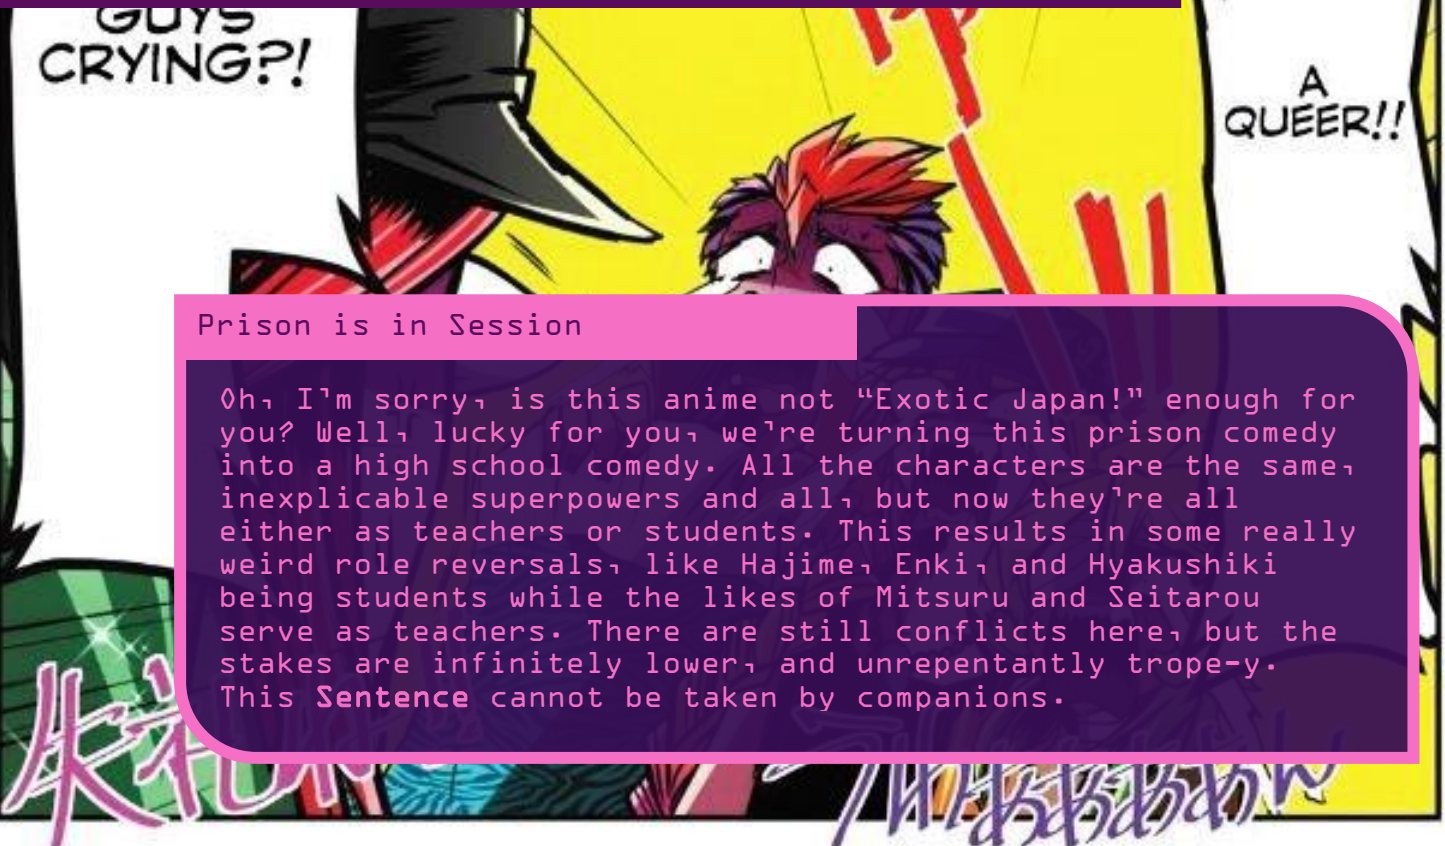 GUYS
CRYING?!
A
QUEER!!
Prison is in Session
Oh, I'm sorry, is this anime not “Exotic Japan!” enough for
you? Well, lucky for you, we're turning this prison comedy
into a high school comedy. All the characters are the same,
inexplicable superpowers and all, but now they're all
either as teachers or students. This results in some really
weird role reversals, like Hajime, Enki, and Hyakushiki
being students while the likes of Mitsuru and Seitarou
serve as teachers. There are still conflicts here, but the
stakes are infinitely lower, and unrepentantly trope-y.
This Sentence cannot be taken by companions.